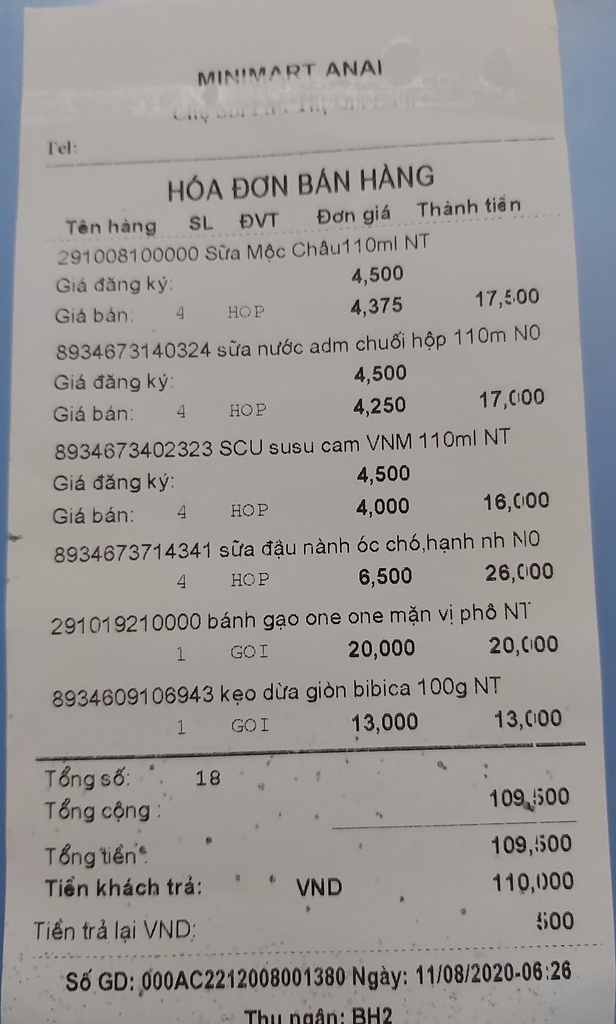 MINIMART ANAI
Tel:
HÓA ĐƠN BÁN HÀNG
Tên hàng SL ĐVT Đơn giá Thành tiền
291008100000 Sữa Mộc Châu110ml NT
Giá đăng ký: 4,500
Giá bán: 4 HOP 4,375 17,500
8934673140324 sữa nước adm chuối hộp 110m N0
Giá đăng ký: 4,500
Giá bán: 4 HOP 4,250 17,000
8934673402323 SCU susu cam VNM 110ml NT
Giá đăng ký: 4,500
Giá bán: 4 HOP 4,000 16,000
8934673714341 sữa đậu nành óc chó,hạnh nh N0
4 HOP 6,500 26,000
291019210000 bánh gạo one one mặn vị phô NT
1 GOI 20,000 20,000
8934609106943 kẹo dừa giòn bibica 100g NT
1 GOI 13,000 13,000
Tổng số: 18
Tổng cộng : 109,500
Tổng tiền: 109,500
Tiền khách trả: VND 110,000
Tiền trả lại VND: 500
Số GD: 000AC2212008001380 Ngày: 11/08/2020-06:26
Thu ngân: BH2